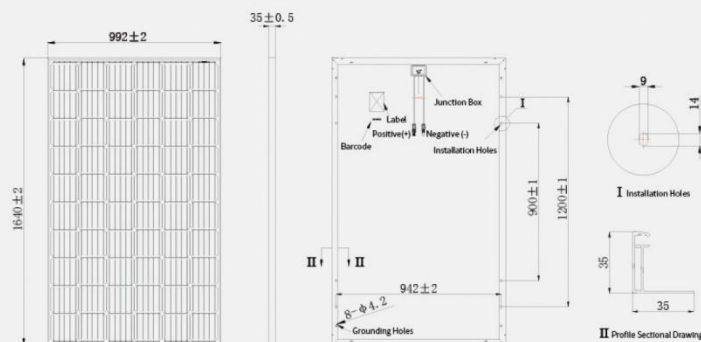 992±2
35±0.5
1640±2
Junction Box
Label
Positive(+)
Negative (-)
Barcode
Installation Holes
I
900±1
1200±1
II
II
942±2
8-φ4.2
Grounding Holes
9
14
I Installation Holes
35
35
II Profile Sectional Drawing